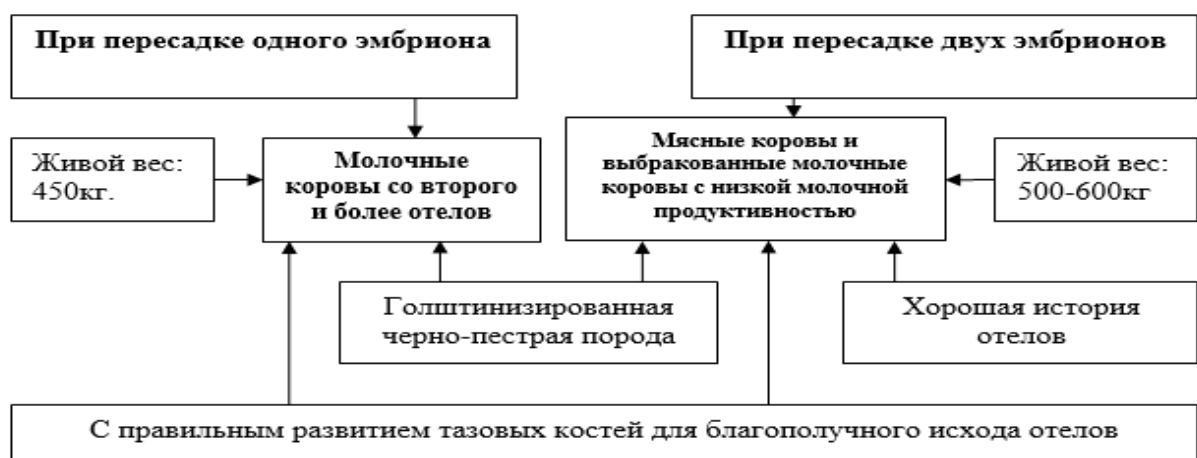 При пересадке одного эмбриона
При пересадке двух эмбрионов
Живой вес:
450кг.
Молочные
коровы со второго
и более отелов
Мясные коровы и
выбракованные молочные
коровы с низкой молочной
продуктивностью
Живой вес:
500-600кг
Голштинизированная
черно-пестрая порода
Хорошая история
отелов
С правильным развитием тазовых костей для благополучного исхода отелов